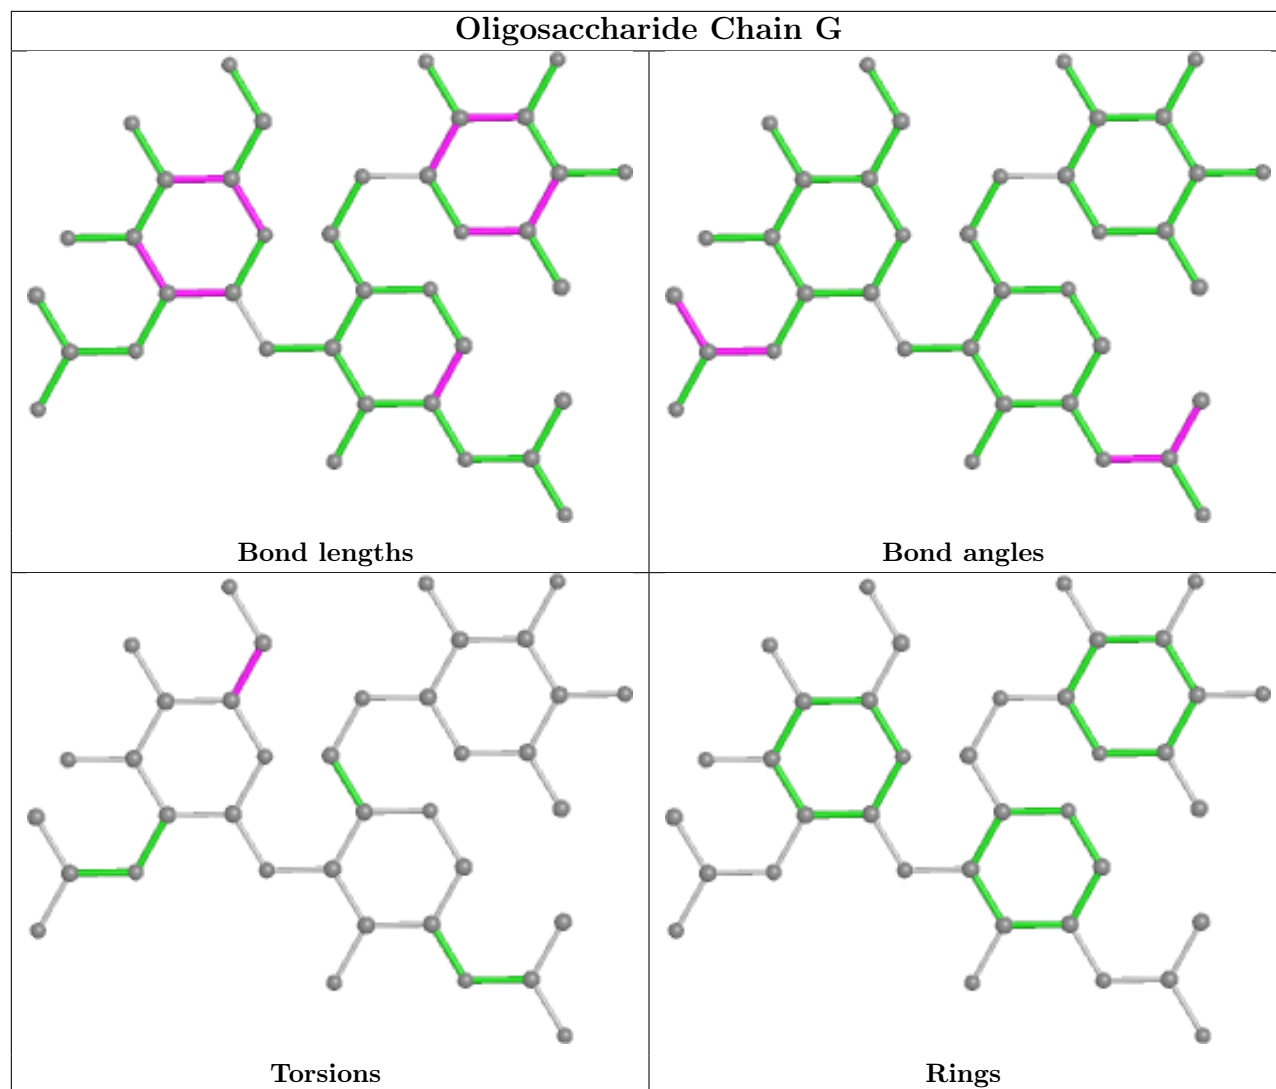 Oligosaccharide Chain G
Bond lengths
Bond angles
Torsions
Rings